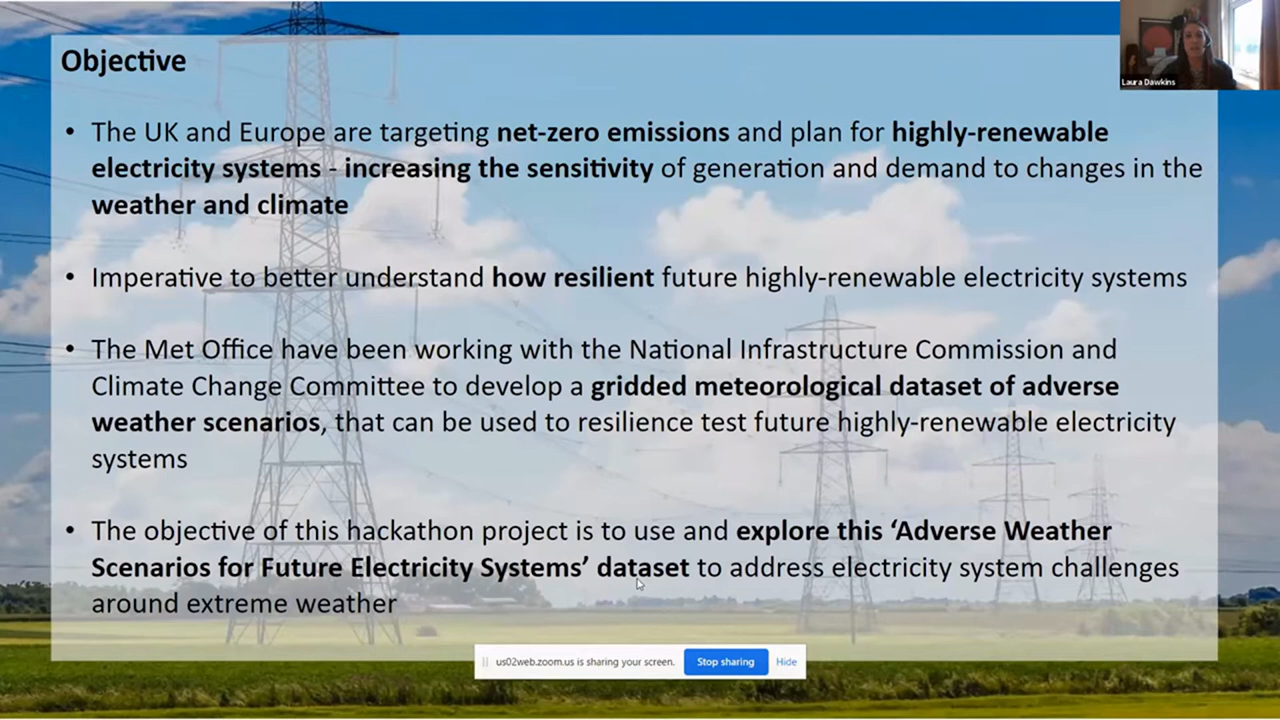 Objective
Laura Dawkins
• The UK and Europe are targeting net-zero emissions and plan for highly-renewable
electricity systems - increasing the sensitivity of generation and demand to changes in the
weather and climate
• Imperative to better understand how resilient future highly-renewable electricity systems
• The Met Office have been working with the National Infrastructure Commission and
Climate Change Committee to develop a gridded meteorological dataset of adverse
weather scenarios, that can be used to resilience test future highly-renewable electricity
systems
• The objective of this hackathon project is to use and explore this ‘Adverse Weather
Scenarios for Future Electricity Systems’ dataset to address electricity system challenges
around extreme weather
us02web.zoom.us is sharing your screen. Stop sharing Hide